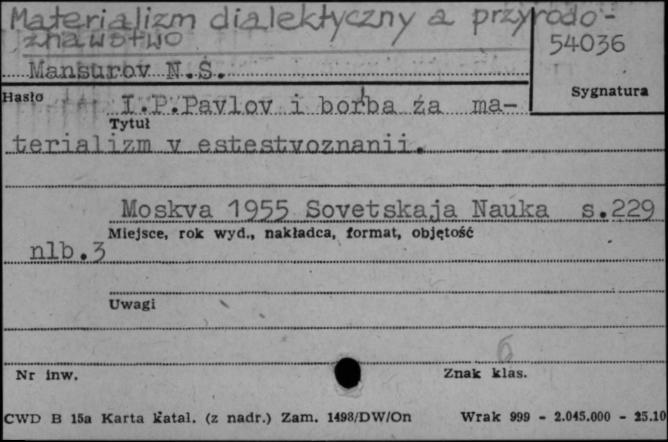 Materializm dialektyczny a przyrodo-
znawstwo
54036
Mansurov N.S.
Hasło
Sygnatura
I.P.Pavlov i borba za ma-
Tytuł
terializm v estestvoznanii.
Moskva 1955 Sovetskaja Nauka s.229
Miejsce, rok wyd., nakładca, format, objętość
nlb.3
Uwagi
6
Nr inw.
Znak klas.
CWD B 15a Karta katal. (z nadr.) Zam. 1498/DW/On
Wrak 999 - 2.045.000 - 25.10